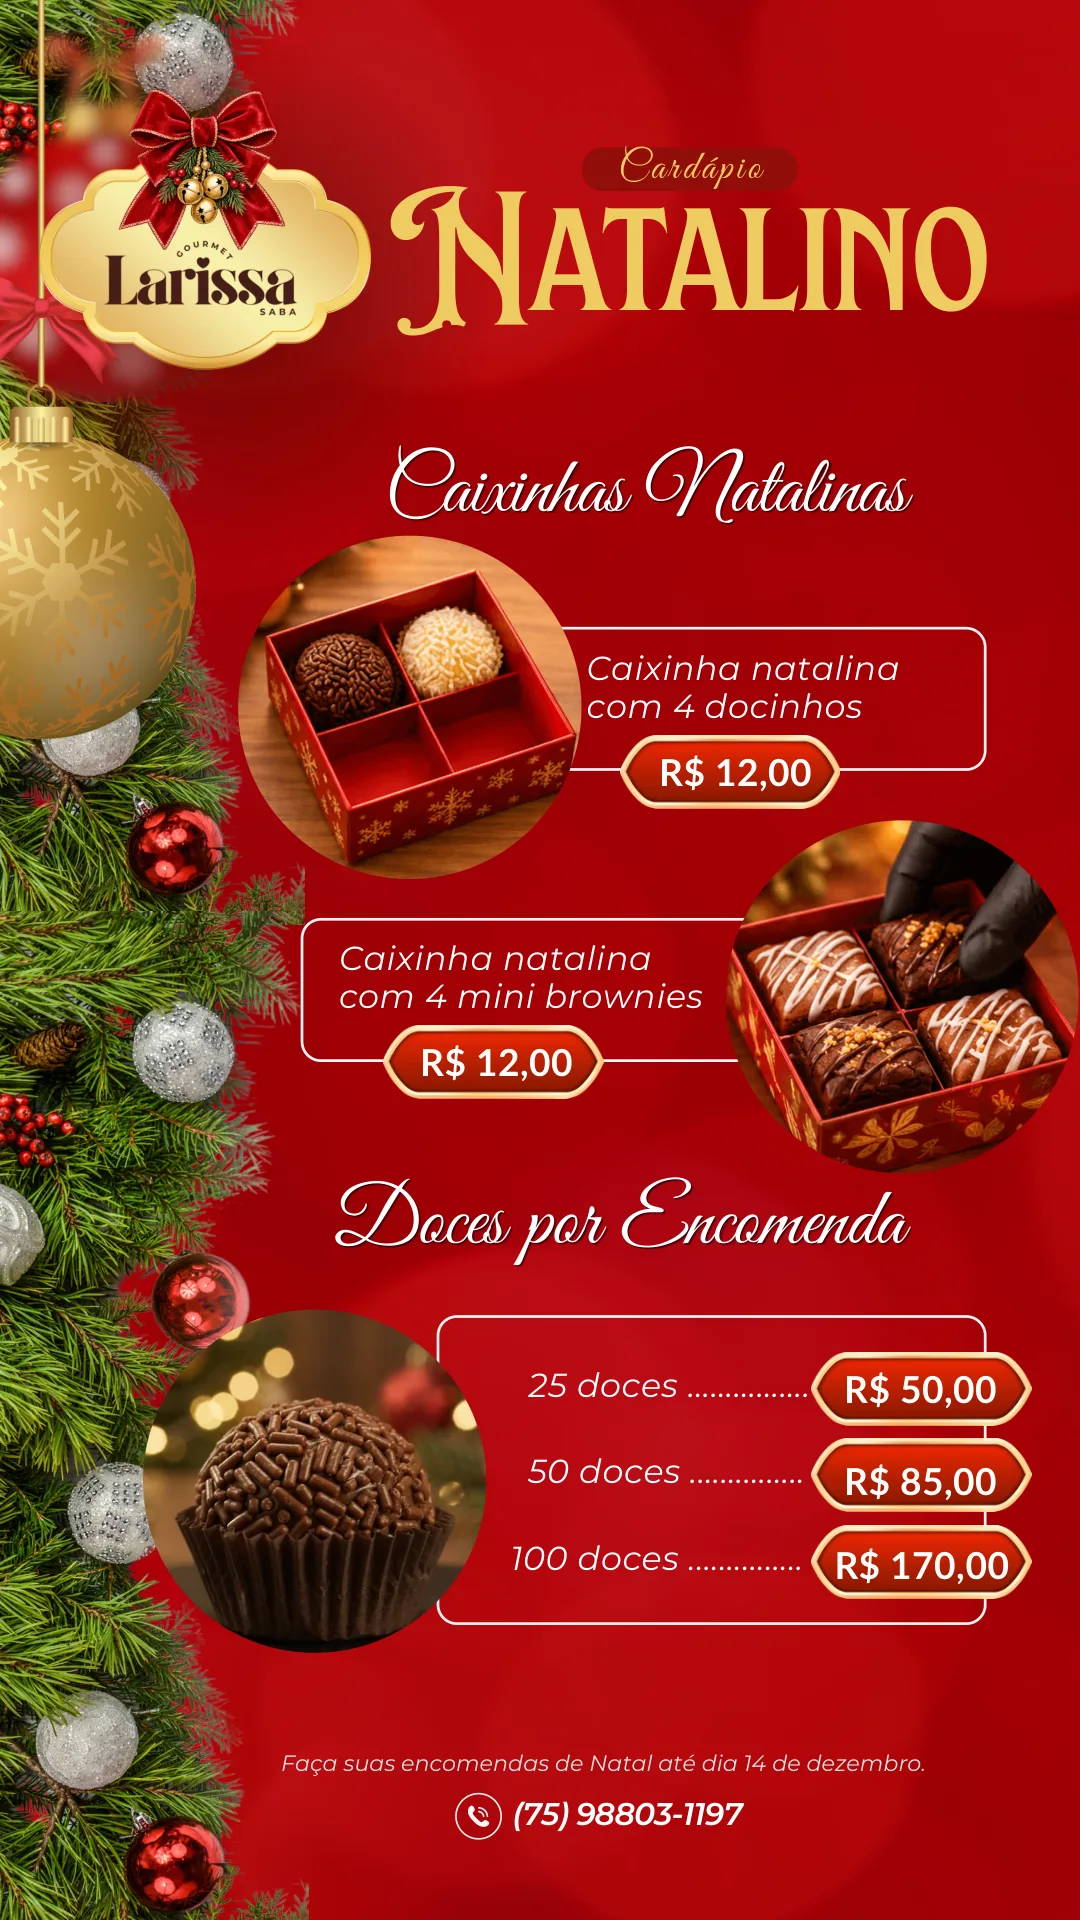 GOURMET
Larissa
SABA
Cardápio
NATALINO
Caixinhas Natalinas
Caixinha natalina
com 4 docinhos
R$ 12,00
Caixinha natalina
com 4 mini brownies
R$ 12,00
Doces por Encomenda
25 doces ................ R$ 50,00
50 doces ............... R$ 85,00
100 doces ............... R$ 170,00
Faça suas encomendas de Natal até dia 14 de dezembro.
(75) 98803-1197